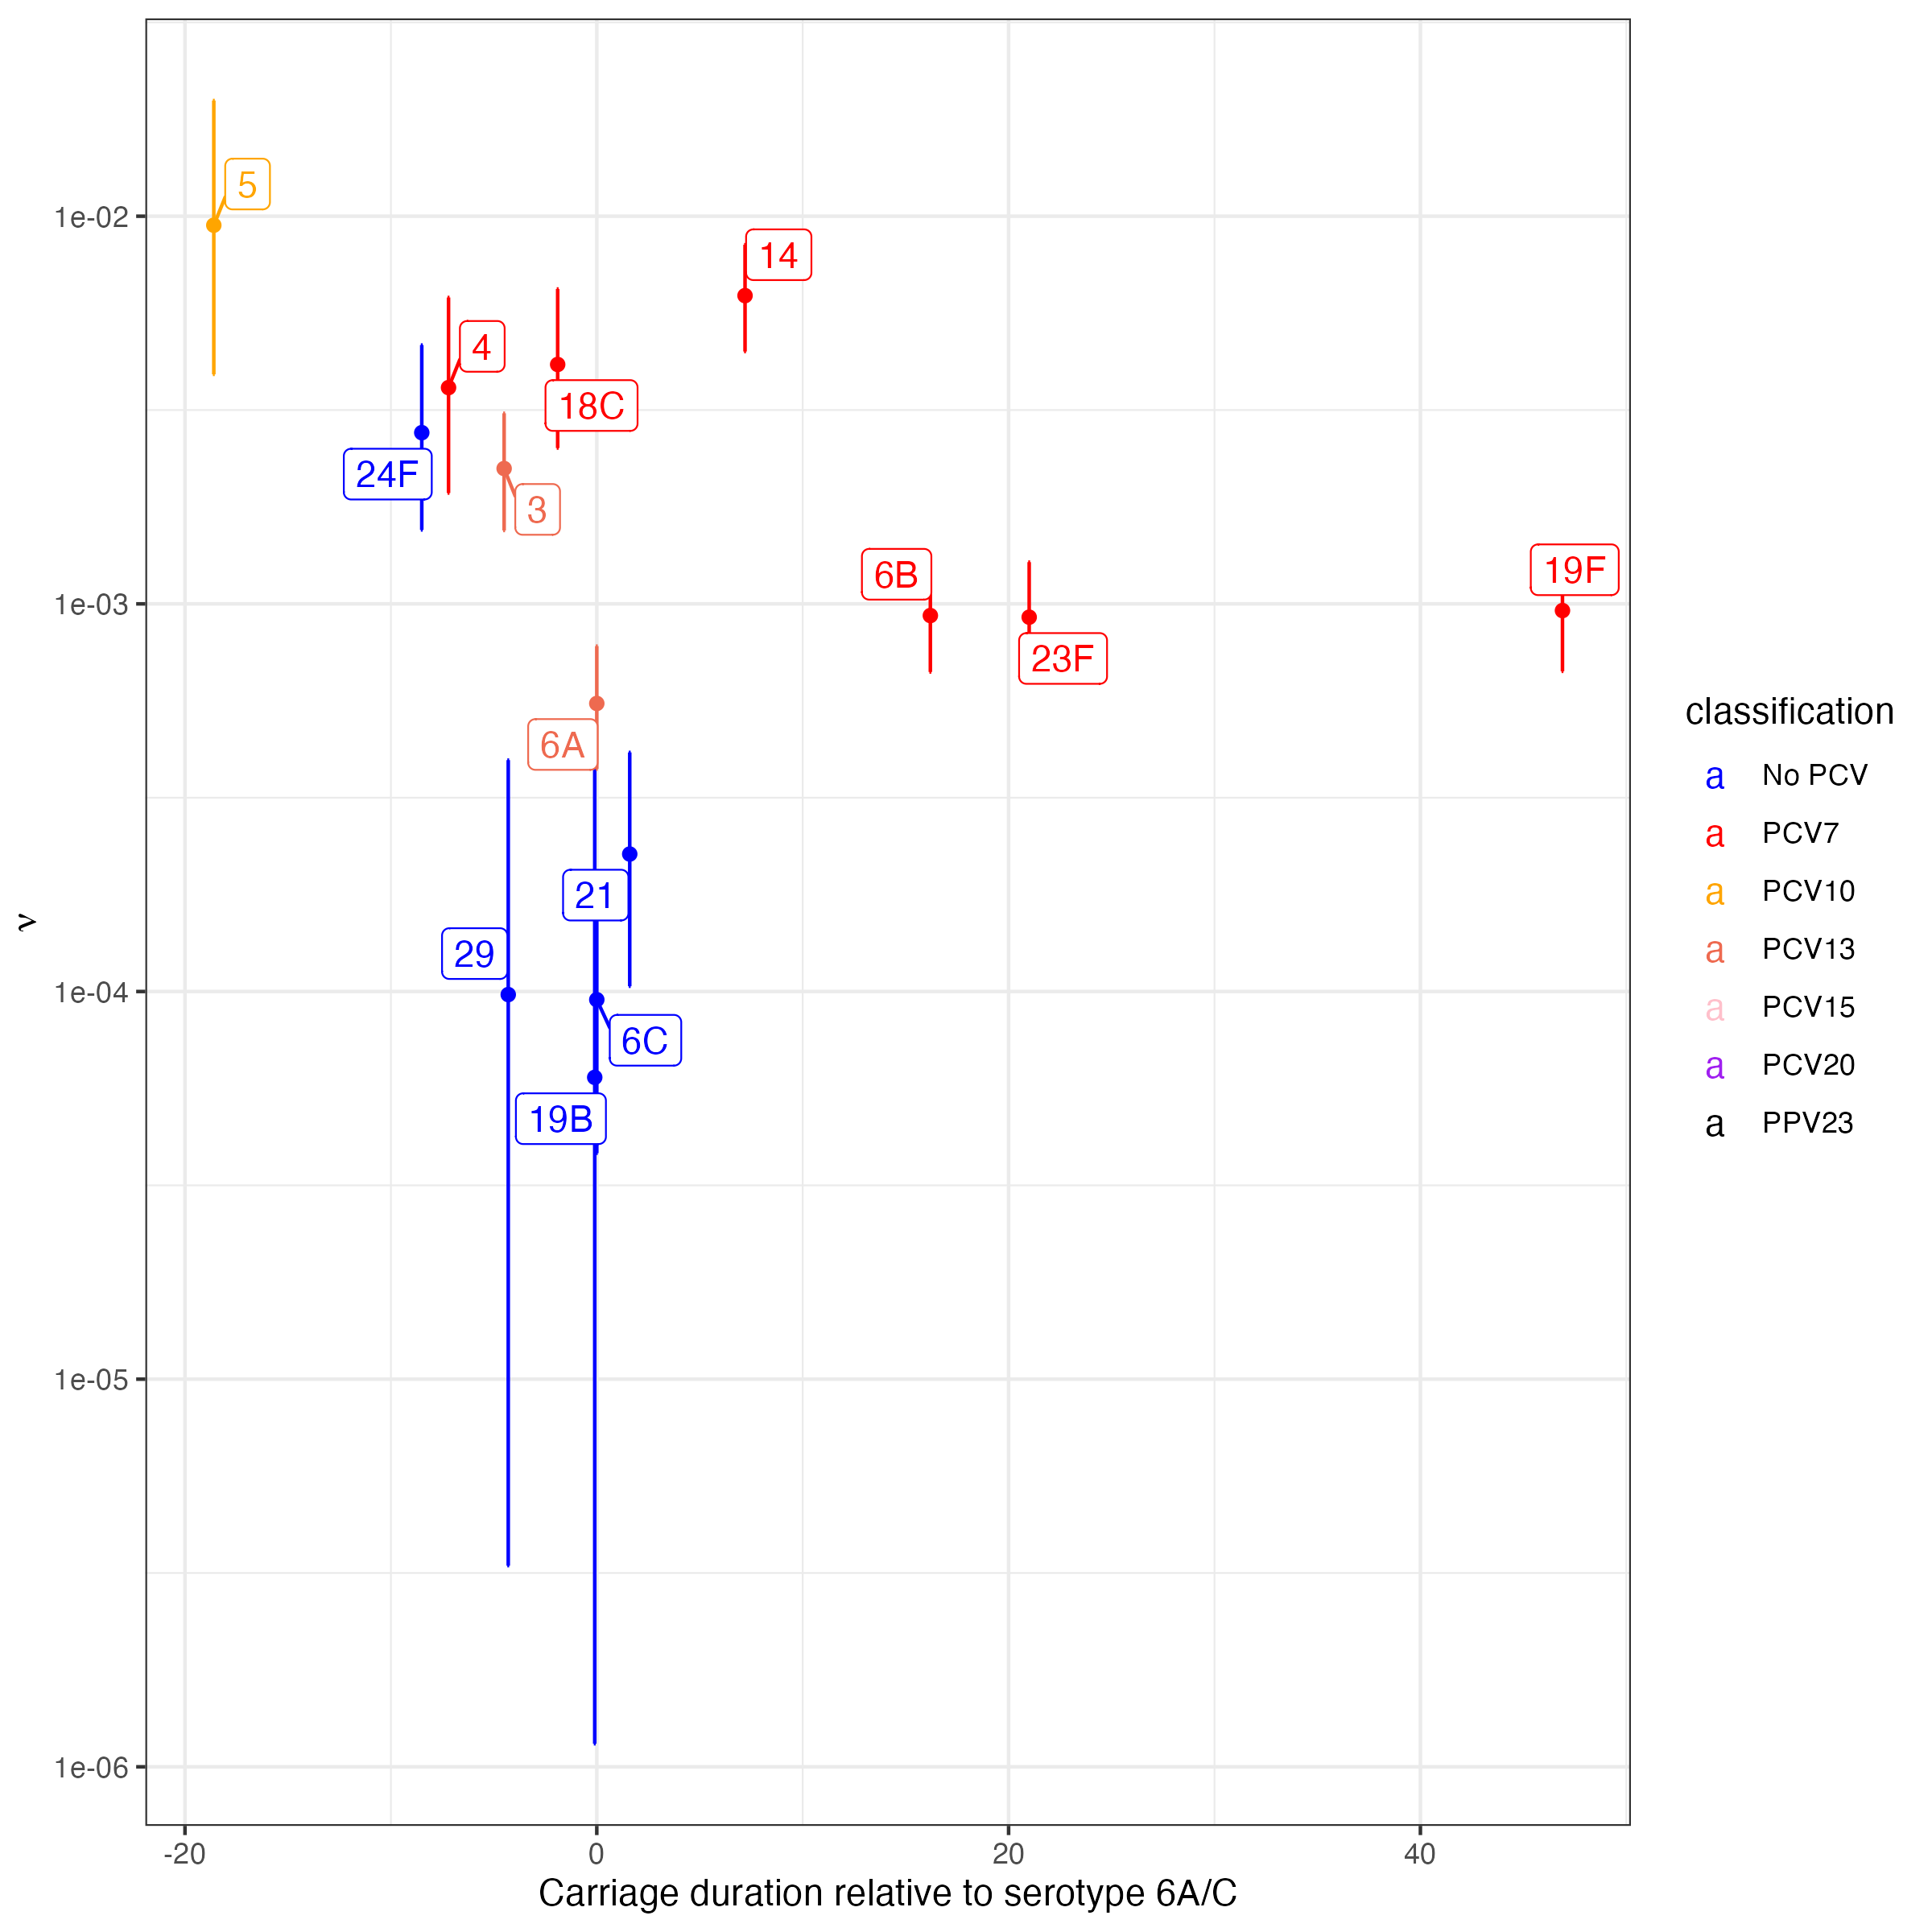 5
1e-02
14
4
18C
24F
3
6B
19F
1e-03
23F
6A
classification
a No PCV
a PCV7
21
a PCV10
ν
29
a PCV13
1e-04
a PCV15
6C
a PCV20
19B
a PPV23
1e-05
1e-06
-20 0 20 40
Carriage duration relative to serotype 6A/C